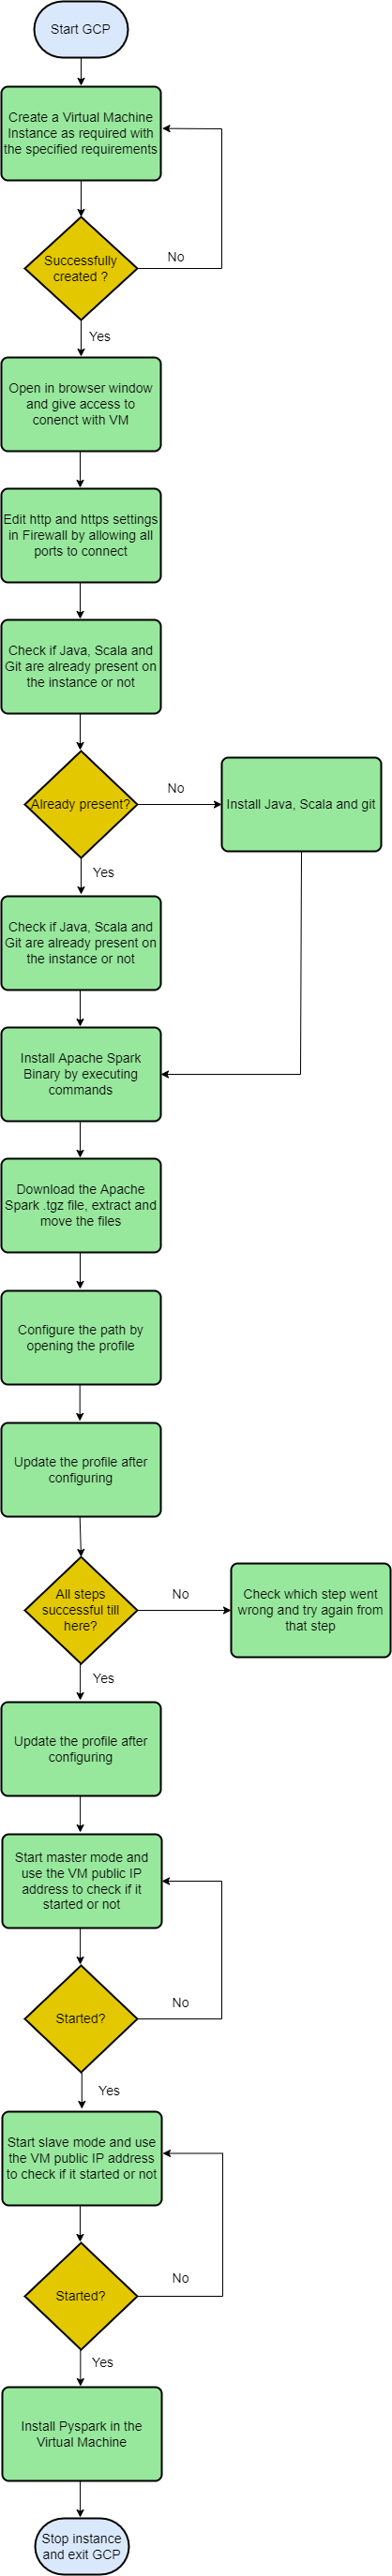 Start GCP
Create a Virtual Machine
Instance as required with
the specified requirements
Successfully
created ?
No
Yes
Open in browser window
and give access to
conenct with VM
Edit http and https settings
in Firewall by allowing all
ports to connect
Check if Java, Scala and
Git are already present on
the instance or not
Already present?
No
Install Java, Scala and git
Yes
Check if Java, Scala and
Git are already present on
the instance or not
Install Apache Spark
Binary by executing
commands
Download the Apache
Spark .tgz file, extract and
move the files
Configure the path by
opening the profile
Update the profile after
configuring
All steps
successful till
here?
No
Check which step went
wrong and try again from
that step
Yes
Update the profile after
configuring
Start master mode and
use the VM public IP
address to check if it
started or not
Started?
No
Yes
Start slave mode and use
the VM public IP address
to check if it started or not
Started?
No
Yes
Install Pyspark in the
Virtual Machine
Stop instance
and exit GCP